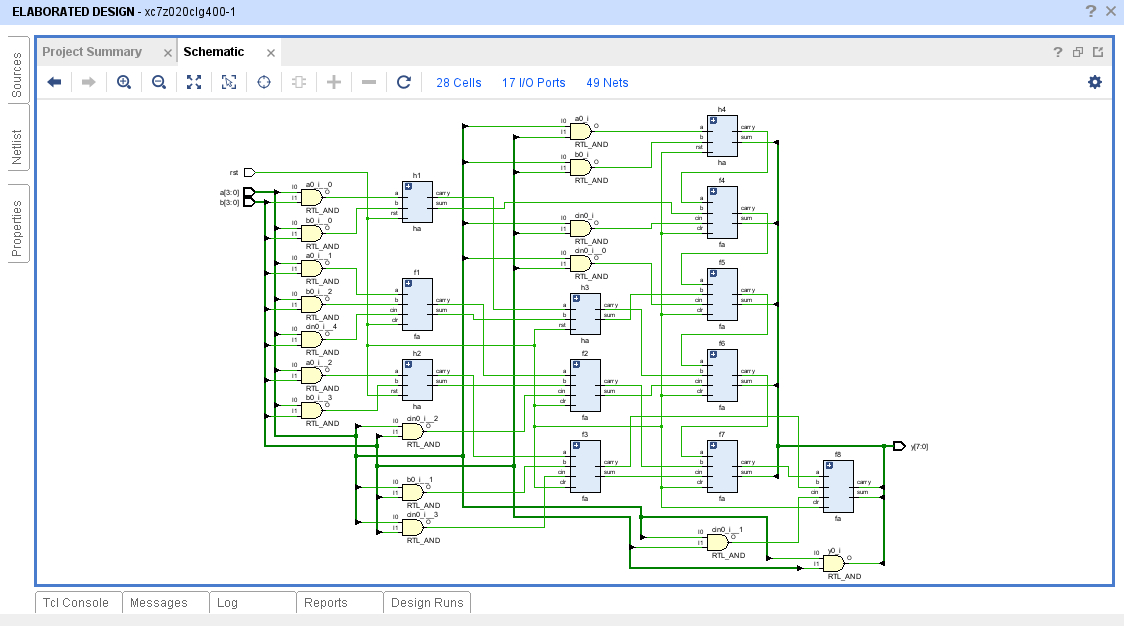 ELABORATED DESIGN - xc7z020clg400-1
Sources
Netlist
Properties
Project Summary
Schematic
28 Cells
17 I/O Ports
49 Nets
rst
a[3:0]
b[3:0]
a0_i__0
I0
I1
O
RTL_AND
b0_i__0
I0
I1
O
RTL_AND
a0_i__1
I0
I1
O
RTL_AND
b0_i__2
I0
I1
O
RTL_AND
cin0_i__4
I0
I1
O
RTL_AND
a0_i__2
I0
I1
O
RTL_AND
b0_i__3
I0
I1
O
RTL_AND
h1
a
b
rst
carry
sum
ha
f1
a
b
cin
clr
carry
sum
fa
h2
a
b
rst
carry
sum
ha
cin0_i__2
I0
I1
O
RTL_AND
b0_i__1
I0
I1
O
RTL_AND
cin0_i__3
I0
I1
O
RTL_AND
a0_i
I0
I1
O
RTL_AND
b0_i
I0
I1
O
RTL_AND
cin0_i
I0
I1
O
RTL_AND
cin0_i__0
I0
I1
O
RTL_AND
h3
a
b
rst
carry
sum
ha
f2
a
b
cin
clr
carry
sum
fa
f3
a
b
cin
clr
carry
sum
fa
h4
a
b
rst
carry
sum
ha
f4
a
b
cin
clr
carry
sum
fa
f5
a
b
cin
clr
carry
sum
fa
f6
a
b
cin
clr
carry
sum
fa
f7
a
b
cin
clr
carry
sum
fa
cin0_i__1
I0
I1
O
RTL_AND
f8
a
b
cin
clr
carry
sum
fa
y0_i
I0
I1
O
RTL_AND
y[7:0]
Tcl Console
Messages
Log
Reports
Design Runs